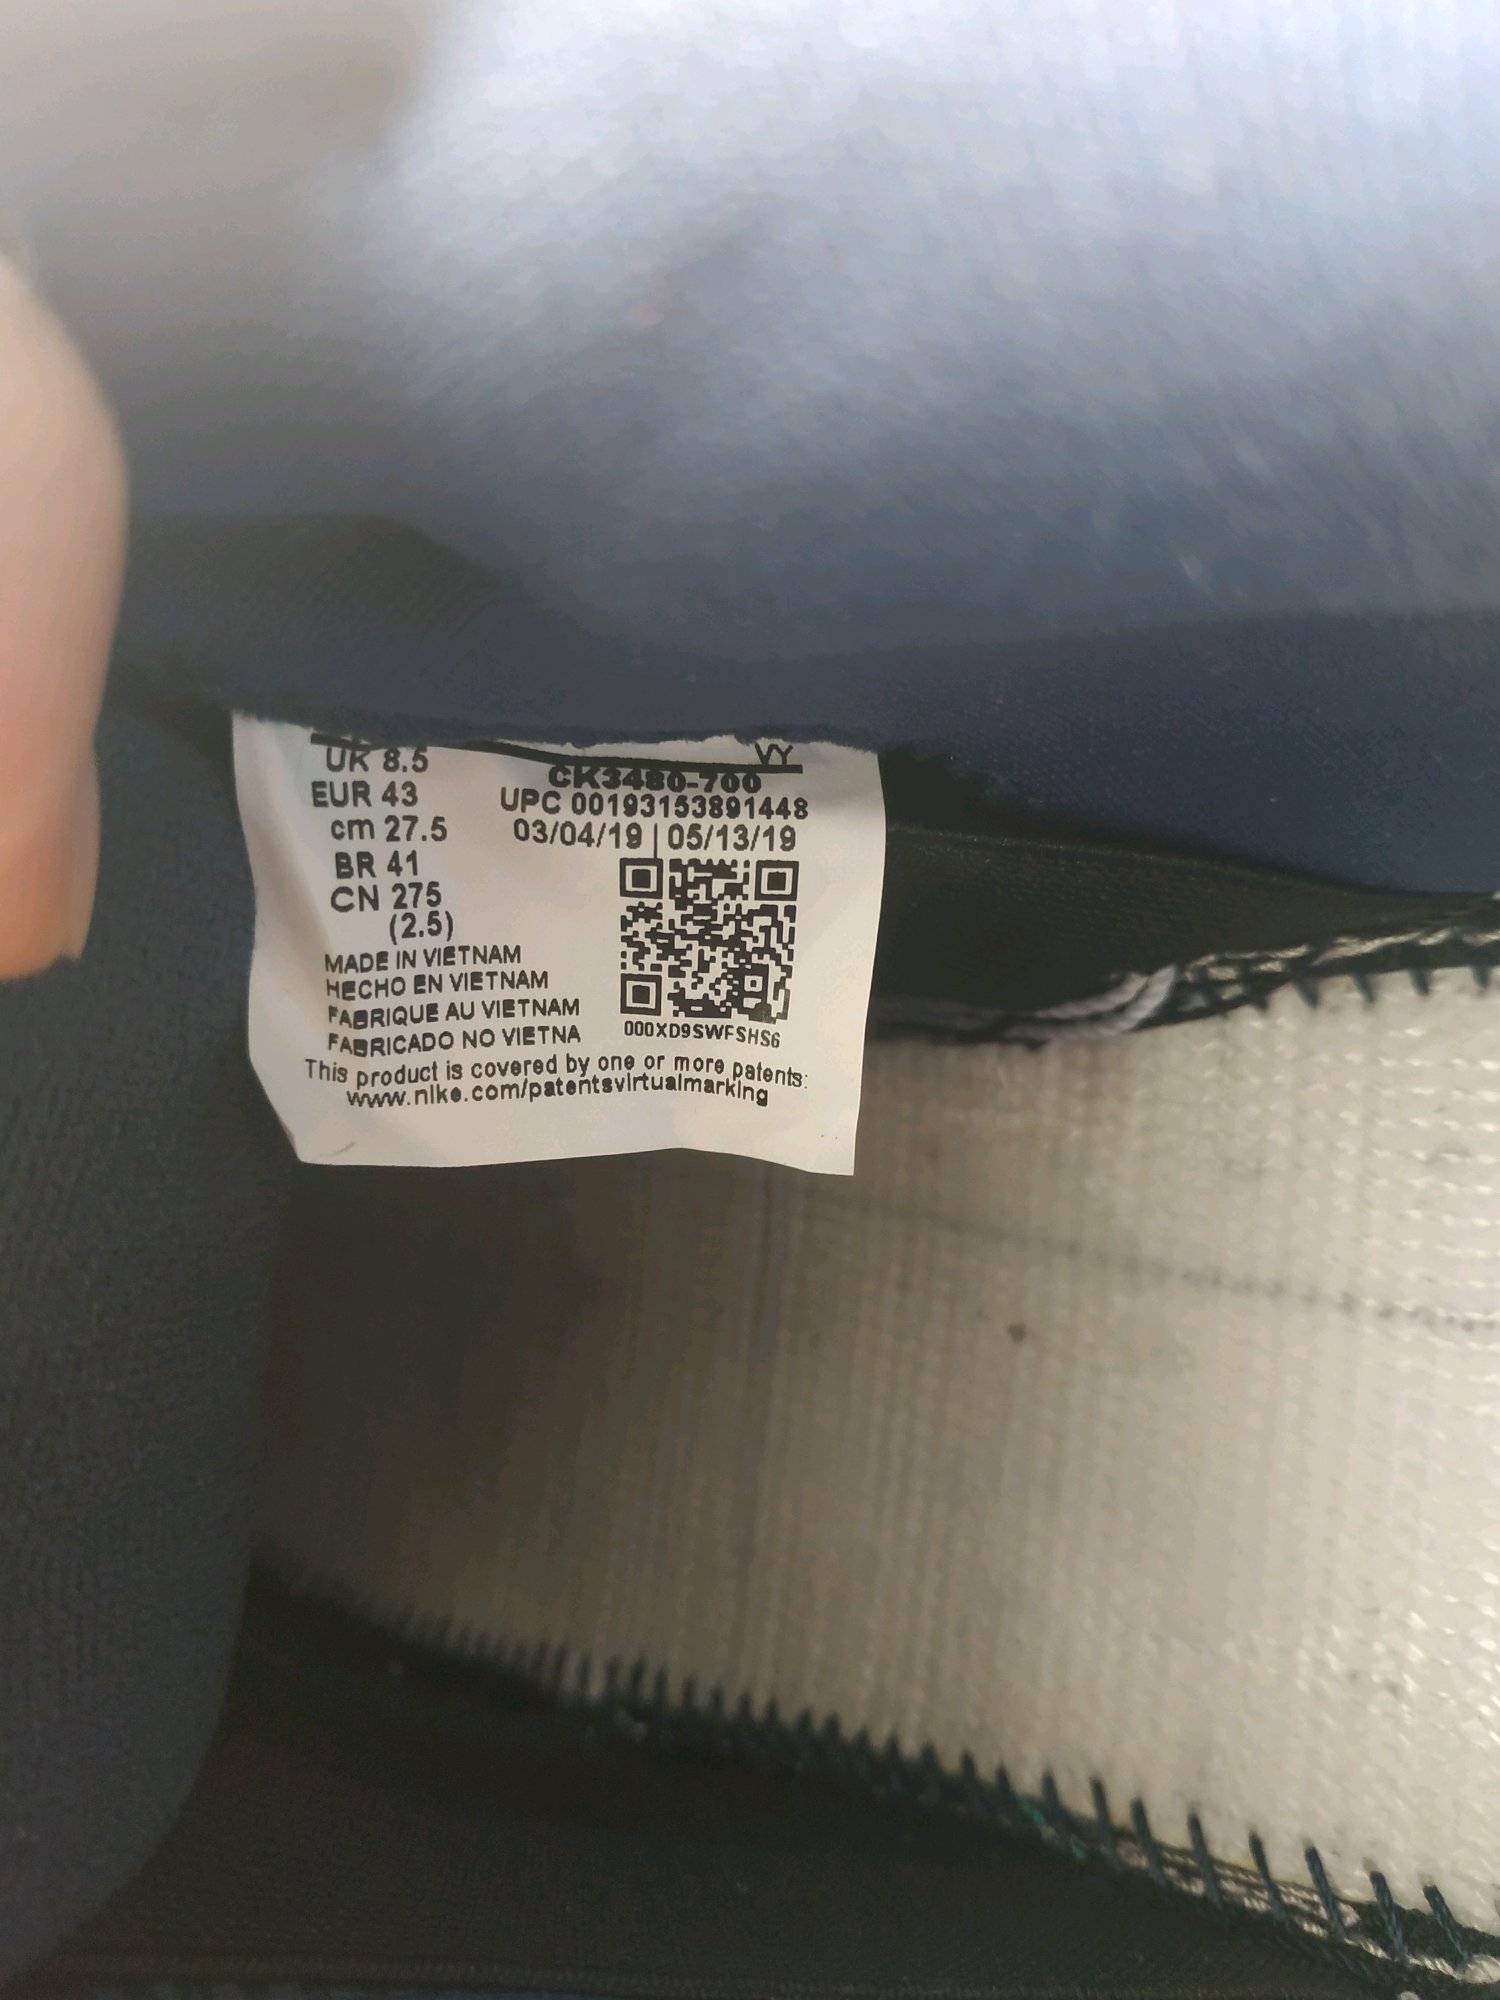 VY
UK 8.5
CK3480-700
EUR 43
UPC 00193153891448
cm 27.5
03/04/19 | 05/13/19
BR 41
CN 275
(2.5)
MADE IN VIETNAM
HECHO EN VIETNAM
FABRIQUE AU VIETNAM
FABRICADO NO VIETNA
000XD9SWFSHS6
This product is covered by one or more patents:
www.nike.com/patentsvirtualmarking